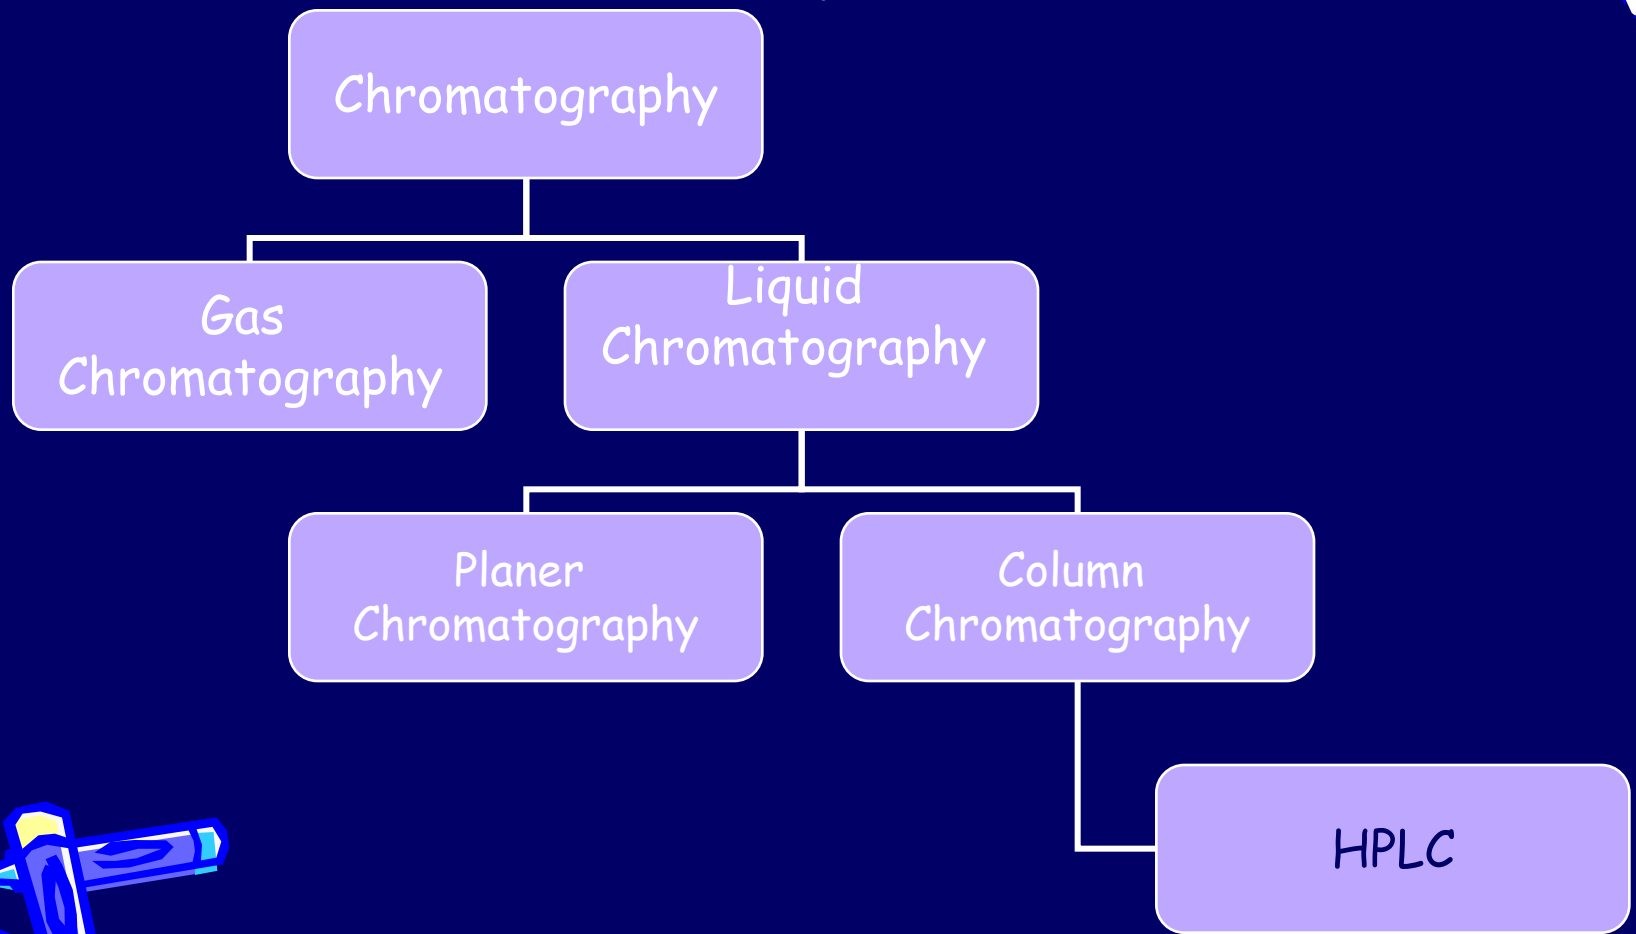 Chromatography
Gas
Chromatography
Liquid
Chromatography
Planer
Chromatography
Column
Chromatography
HPLC